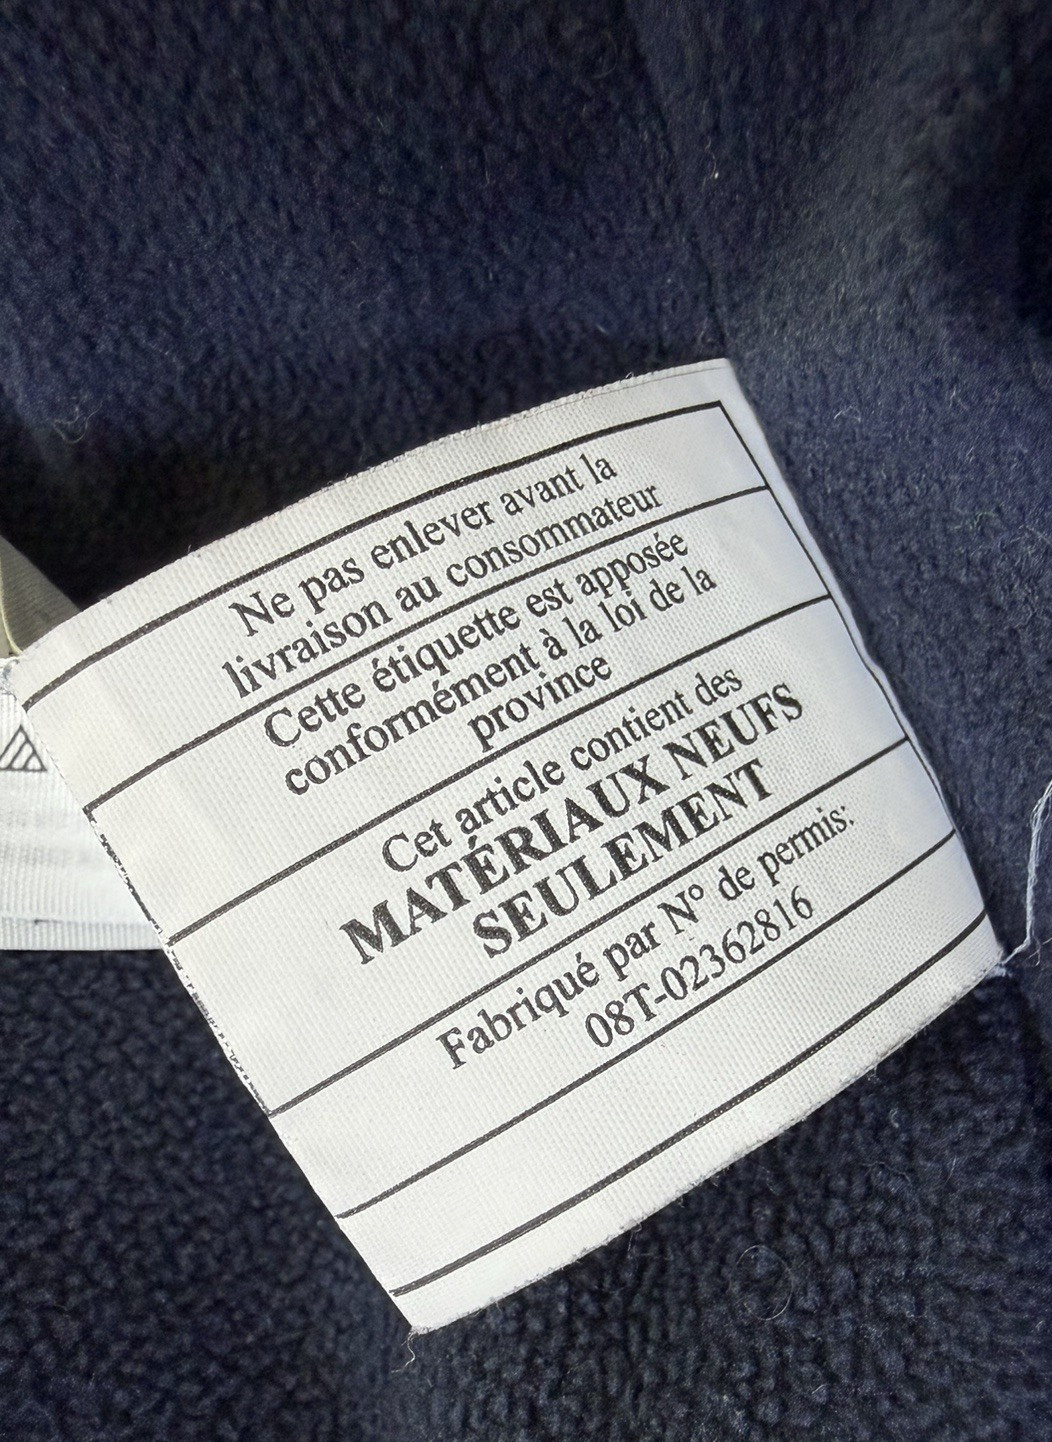 Ne pas enlever avant la
livraison au consommateur
Cette étiquette est apposée
conformément à la loi de la
province
Cet article contient des
MATÉRIAUX NEUFS
SEULEMENT
Fabriqué par N° de permis:
08T-02362816